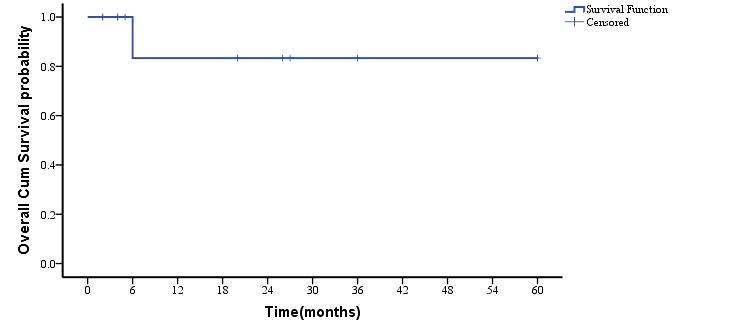 Survival Function
Censored
Overall Cum Survival probability
1.0
0.8
0.6
0.4
0.2
0.0
0 6 12 18 24 30 36 42 48 54 60
Time(months)